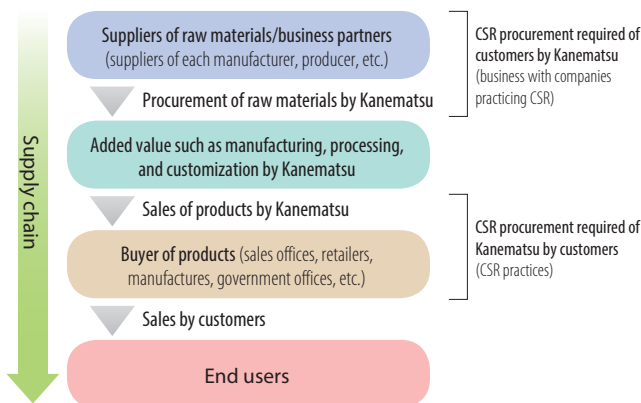 Suppliers of raw materials/business partners
(suppliers of each manufacturer, producer, etc.)
CSR procurement required of
customers by Kanematsu
(business with companies
practicing CSR)
Procurement of raw materials by Kanematsu
Added value such as manufacturing, processing,
and customization by Kanematsu
Supply chain
Sales of products by Kanematsu
CSR procurement required of
Kanematsu by customers
(CSR practices)
Buyer of products (sales offices, retailers,
manufactures, government offices, etc.)
Sales by customers
End users